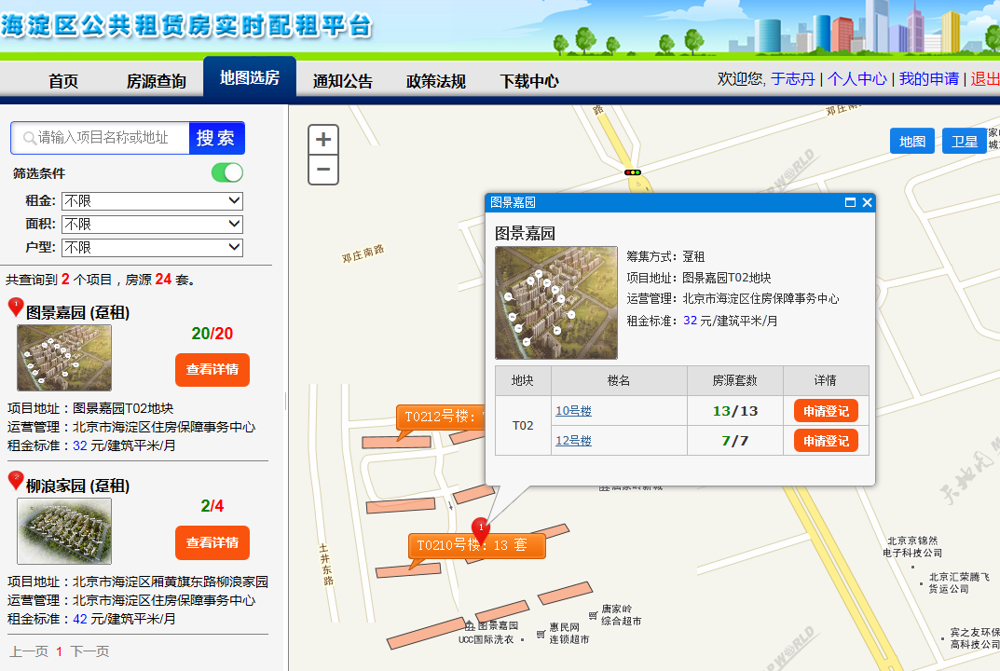 海淀区公共租赁房实时配租平台
首页 房源查询 地图选房 通知公告 政策法规 下载中心
欢迎您, 于志丹 | 个人中心 | 我的申请 | 退出
请输入项目名称或地址 搜索
筛选条件
租金: 不限
面积: 不限
户型: 不限
共查询到 2 个项目，房源 24 套。
1 图景嘉园 (趸租)
20/20
查看详情
项目地址：图景嘉园T02地块
运营管理：北京市海淀区住房保障事务中心
租金标准：32 元/建筑平米/月
2 柳浪家园 (趸租)
2/4
查看详情
项目地址：北京市海淀区厢黄旗东路柳浪家园
运营管理：北京市海淀区住房保障事务中心
租金标准：42 元/建筑平米/月
上一页 1 下一页
+
−
路
邓庄南
地图 卫星
邓庄南路
图景嘉园
图景嘉园
筹集方式：趸租
项目地址：图景嘉园T02地块
运营管理：北京市海淀区住房保障事务中心
租金标准：32 元/建筑平米/月
地块 楼名 房源套数 详情
T02
10号楼 13/13 申请登记
12号楼 7/7 申请登记
T0212号楼：
1
T0210号楼：13 套
土井东路
图景嘉园
UCC国际洗衣
惠民网
连锁超市
唐家岭
综合超市
北京京锦然
电子科技公司
北京汇荣腾飞
货运公司
宾之友环保
高科技公司
天地图